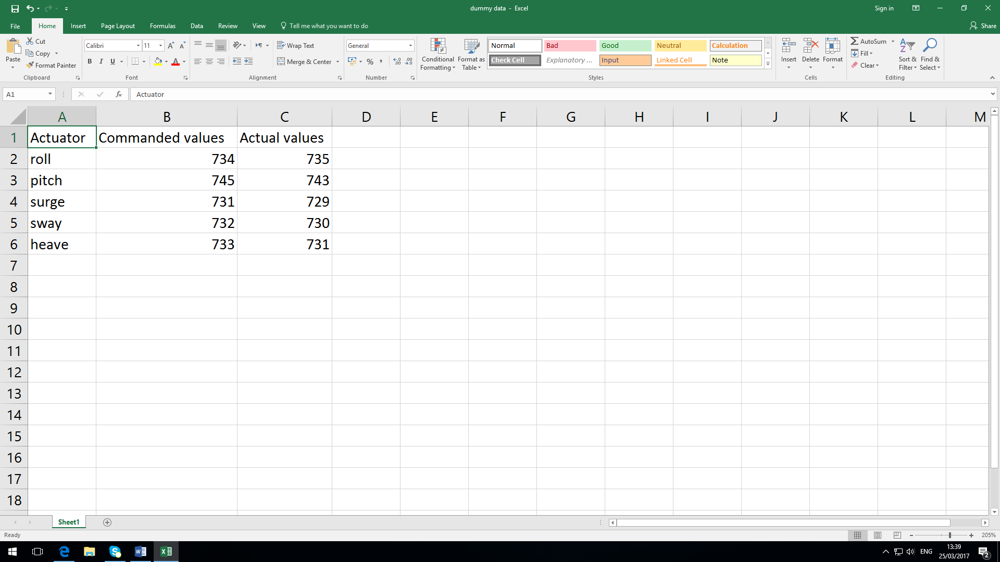 dummy data - Excel
Sign in
File Home Insert Page Layout Formulas Data Review View Tell me what you want to do Share
Paste
Cut
Copy
Format Painter
Clipboard
Calibri 11 A A
B I U A
Font
Wrap Text
Merge & Center
Alignment
General
% ,
Number
Conditional Formatting
Format as Table
Normal Bad Good Neutral Calculation
Check Cell Explanatory ... Input Linked Cell Note
Styles
Insert Delete Format
Cells
AutoSum
Fill
Clear
Sort & Filter
Find & Select
Editing
A1 fx Actuator
A B C D E F G H I J K L M
1 Actuator Commanded values Actual values
2 roll 734 735
3 pitch 745 743
4 surge 731 729
5 sway 732 730
6 heave 733 731
7
8
9
10
11
12
13
14
15
16
17
18
Sheet1
Ready 205%
ENG 13:39
25/03/2017
2